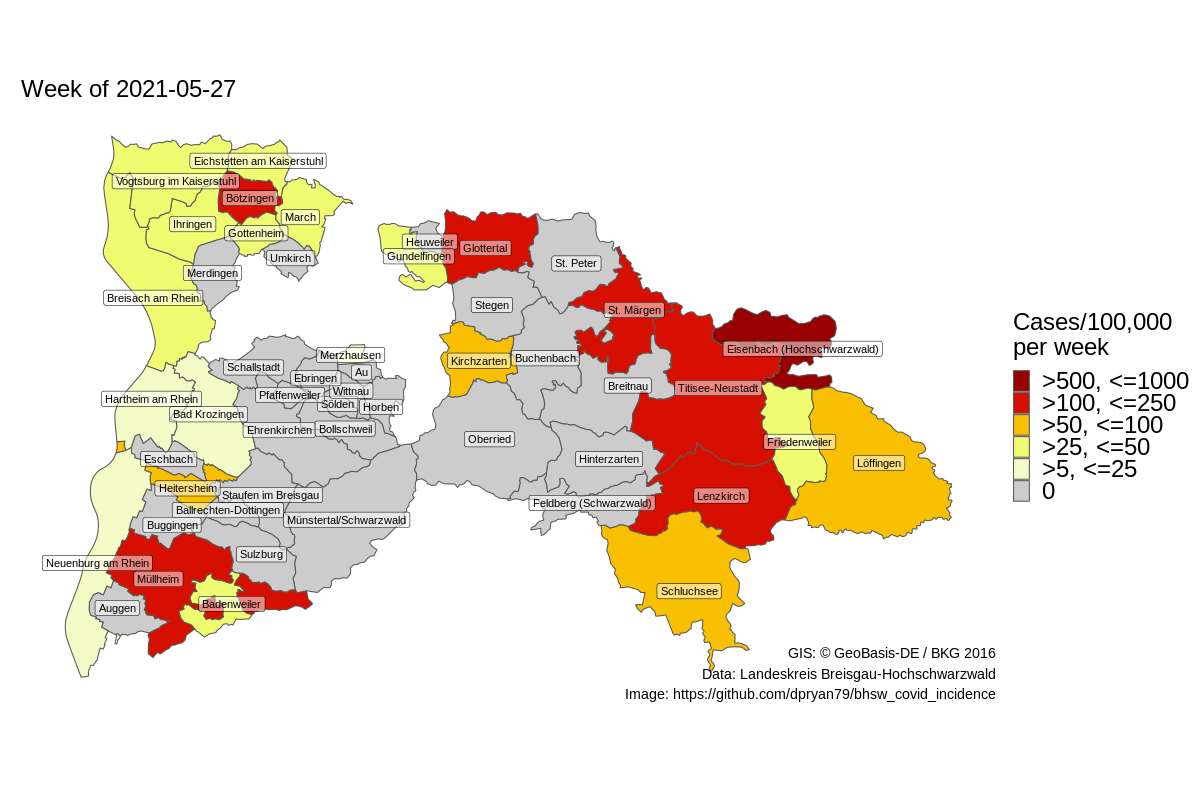 Week of 2021-05-27
Eichstetten am Kaiserstuhl
Vogtsburg im Kaiserstuhl
Bötzingen
March
Ihringen
Gottenheim
Heuweiler
Glottertal
Gundelfingen
Umkirch
St. Peter
Merdingen
Breisach am Rhein
Stegen
St. Märgen
Eisenbach (Hochschwarzwald)
Merzhausen
Buchenbach
Kirchzarten
Schallstadt
Au
Ebringen
Breitnau
Titisee-Neustadt
Wittnau
Pfaffenweiler
Hartheim am Rhein
Sölden
Horben
Bad Krozingen
Ehrenkirchen
Bollschweil
Oberried
Friedenweiler
Eschbach
Hinterzarten
Löffingen
Heitersheim
Staufen im Breisgau
Lenzkirch
Feldberg (Schwarzwald)
Ballrechten-Dottingen
Münstertal/Schwarzwald
Buggingen
Sulzburg
Neuenburg am Rhein
Müllheim
Schluchsee
Badenweiler
Auggen
Cases/100,000
per week
>500, <=1000
>100, <=250
>50, <=100
>25, <=50
>5, <=25
0
GIS: © GeoBasis-DE / BKG 2016
Data: Landeskreis Breisgau-Hochschwarzwald
Image: https://github.com/dpryan79/bhsw_covid_incidence